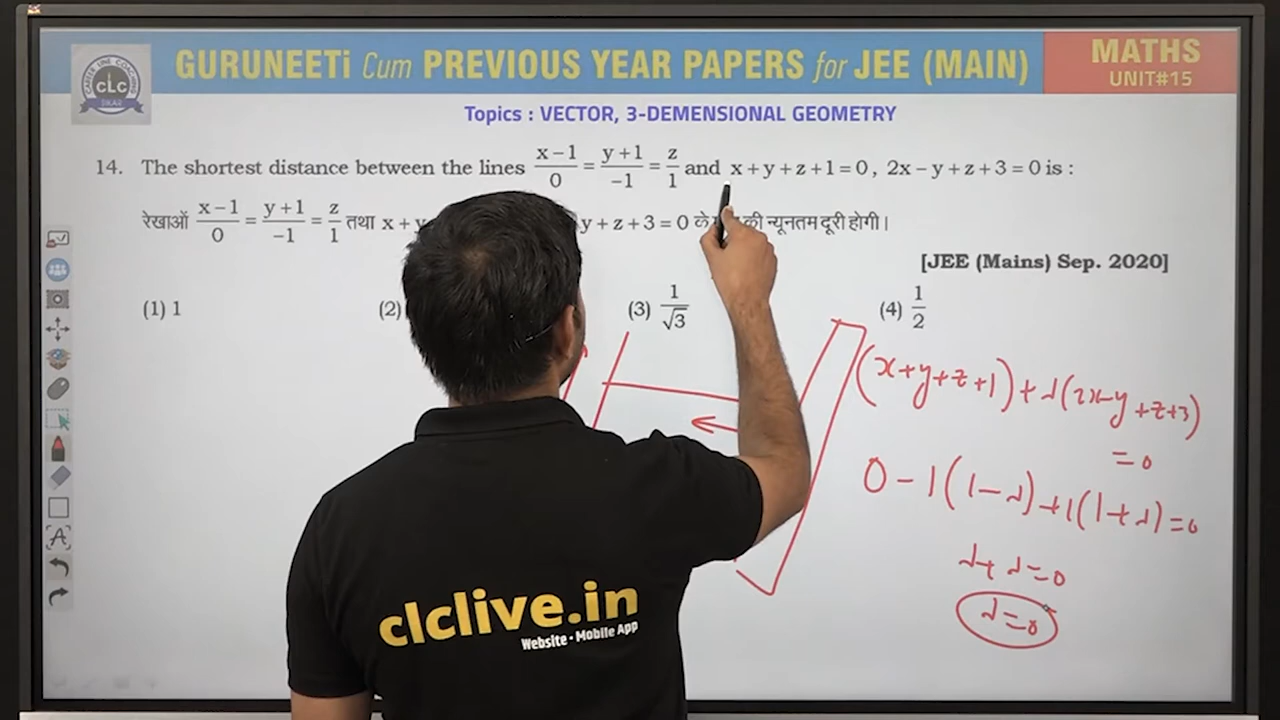 GURUNEETi Cum PREVIOUS YEAR PAPERS for JEE (MAIN)
MATHS
UNIT#15
CLC
SIKAR
Topics : VECTOR, 3-DEMENSIONAL GEOMETRY
14. The shortest distance between the lines (x−1)/0 = (y+1)/−1 = z/1 and x+y+z+1=0, 2x−y+z+3=0 is :
रेखाओं (x−1)/0 = (y+1)/−1 = z/1 तथा x+y y+z+3=0 के की न्यूनतम दूरी होगी।
[JEE (Mains) Sep. 2020]
(1) 1 (2) (3) 1/√3 (4) 1/2
(x+y+z+1)+λ(2x−y+z+3)
=0
0−1(1−λ)+1(1+λ)=0
λ+λ=0
λ=0
clclive.in
Website • Mobile App